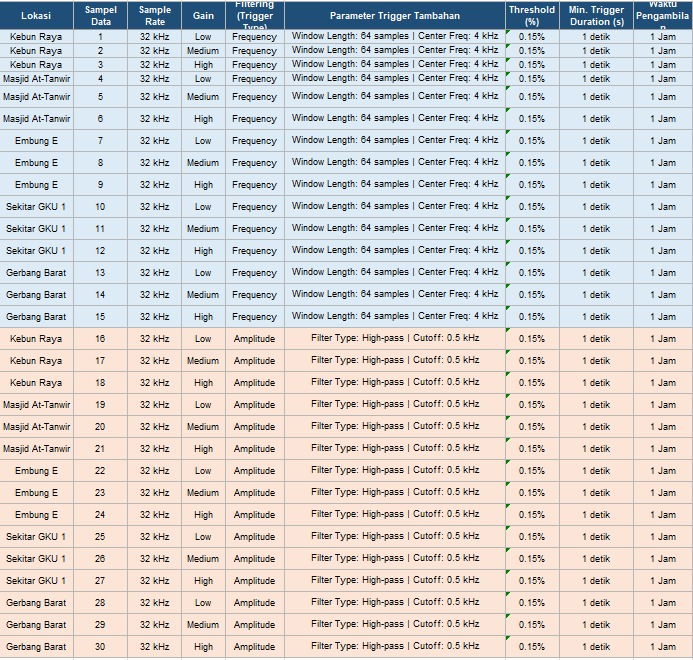 Lokasi Sampel Data Sample Rate Gain Filtering (Trigger Type) Parameter Trigger Tambahan Threshold (%) Min. Trigger Duration (s) Waktu Pengambilan
Kebun Raya 1 32 kHz Low Frequency Window Length: 64 samples | Center Freq: 4 kHz 0.15% 1 detik 1 Jam
Kebun Raya 2 32 kHz Medium Frequency Window Length: 64 samples | Center Freq: 4 kHz 0.15% 1 detik 1 Jam
Kebun Raya 3 32 kHz High Frequency Window Length: 64 samples | Center Freq: 4 kHz 0.15% 1 detik 1 Jam
Masjid At-Tanwir 4 32 kHz Low Frequency Window Length: 64 samples | Center Freq: 4 kHz 0.15% 1 detik 1 Jam
Masjid At-Tanwir 5 32 kHz Medium Frequency Window Length: 64 samples | Center Freq: 4 kHz 0.15% 1 detik 1 Jam
Masjid At-Tanwir 6 32 kHz High Frequency Window Length: 64 samples | Center Freq: 4 kHz 0.15% 1 detik 1 Jam
Embung E 7 32 kHz Low Frequency Window Length: 64 samples | Center Freq: 4 kHz 0.15% 1 detik 1 Jam
Embung E 8 32 kHz Medium Frequency Window Length: 64 samples | Center Freq: 4 kHz 0.15% 1 detik 1 Jam
Embung E 9 32 kHz High Frequency Window Length: 64 samples | Center Freq: 4 kHz 0.15% 1 detik 1 Jam
Sekitar GKU 1 10 32 kHz Low Frequency Window Length: 64 samples | Center Freq: 4 kHz 0.15% 1 detik 1 Jam
Sekitar GKU 1 11 32 kHz Medium Frequency Window Length: 64 samples | Center Freq: 4 kHz 0.15% 1 detik 1 Jam
Sekitar GKU 1 12 32 kHz High Frequency Window Length: 64 samples | Center Freq: 4 kHz 0.15% 1 detik 1 Jam
Gerbang Barat 13 32 kHz Low Frequency Window Length: 64 samples | Center Freq: 4 kHz 0.15% 1 detik 1 Jam
Gerbang Barat 14 32 kHz Medium Frequency Window Length: 64 samples | Center Freq: 4 kHz 0.15% 1 detik 1 Jam
Gerbang Barat 15 32 kHz High Frequency Window Length: 64 samples | Center Freq: 4 kHz 0.15% 1 detik 1 Jam
Kebun Raya 16 32 kHz Low Amplitude Filter Type: High-pass | Cutoff: 0.5 kHz 0.15% 1 detik 1 Jam
Kebun Raya 17 32 kHz Medium Amplitude Filter Type: High-pass | Cutoff: 0.5 kHz 0.15% 1 detik 1 Jam
Kebun Raya 18 32 kHz High Amplitude Filter Type: High-pass | Cutoff: 0.5 kHz 0.15% 1 detik 1 Jam
Masjid At-Tanwir 19 32 kHz Low Amplitude Filter Type: High-pass | Cutoff: 0.5 kHz 0.15% 1 detik 1 Jam
Masjid At-Tanwir 20 32 kHz Medium Amplitude Filter Type: High-pass | Cutoff: 0.5 kHz 0.15% 1 detik 1 Jam
Masjid At-Tanwir 21 32 kHz High Amplitude Filter Type: High-pass | Cutoff: 0.5 kHz 0.15% 1 detik 1 Jam
Embung E 22 32 kHz Low Amplitude Filter Type: High-pass | Cutoff: 0.5 kHz 0.15% 1 detik 1 Jam
Embung E 23 32 kHz Medium Amplitude Filter Type: High-pass | Cutoff: 0.5 kHz 0.15% 1 detik 1 Jam
Embung E 24 32 kHz High Amplitude Filter Type: High-pass | Cutoff: 0.5 kHz 0.15% 1 detik 1 Jam
Sekitar GKU 1 25 32 kHz Low Amplitude Filter Type: High-pass | Cutoff: 0.5 kHz 0.15% 1 detik 1 Jam
Sekitar GKU 1 26 32 kHz Medium Amplitude Filter Type: High-pass | Cutoff: 0.5 kHz 0.15% 1 detik 1 Jam
Sekitar GKU 1 27 32 kHz High Amplitude Filter Type: High-pass | Cutoff: 0.5 kHz 0.15% 1 detik 1 Jam
Gerbang Barat 28 32 kHz Low Amplitude Filter Type: High-pass | Cutoff: 0.5 kHz 0.15% 1 detik 1 Jam
Gerbang Barat 29 32 kHz Medium Amplitude Filter Type: High-pass | Cutoff: 0.5 kHz 0.15% 1 detik 1 Jam
Gerbang Barat 30 32 kHz High Amplitude Filter Type: High-pass | Cutoff: 0.5 kHz 0.15% 1 detik 1 Jam